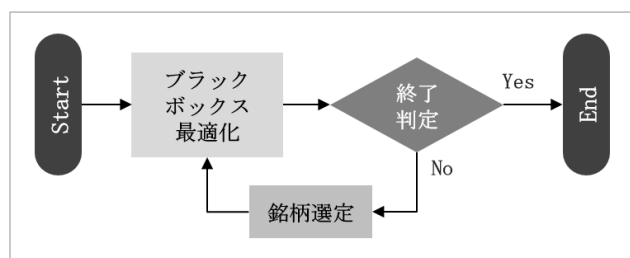 Start
ブラック
ボックス
最適化
終了
判定
Yes
End
No
銘柄選定